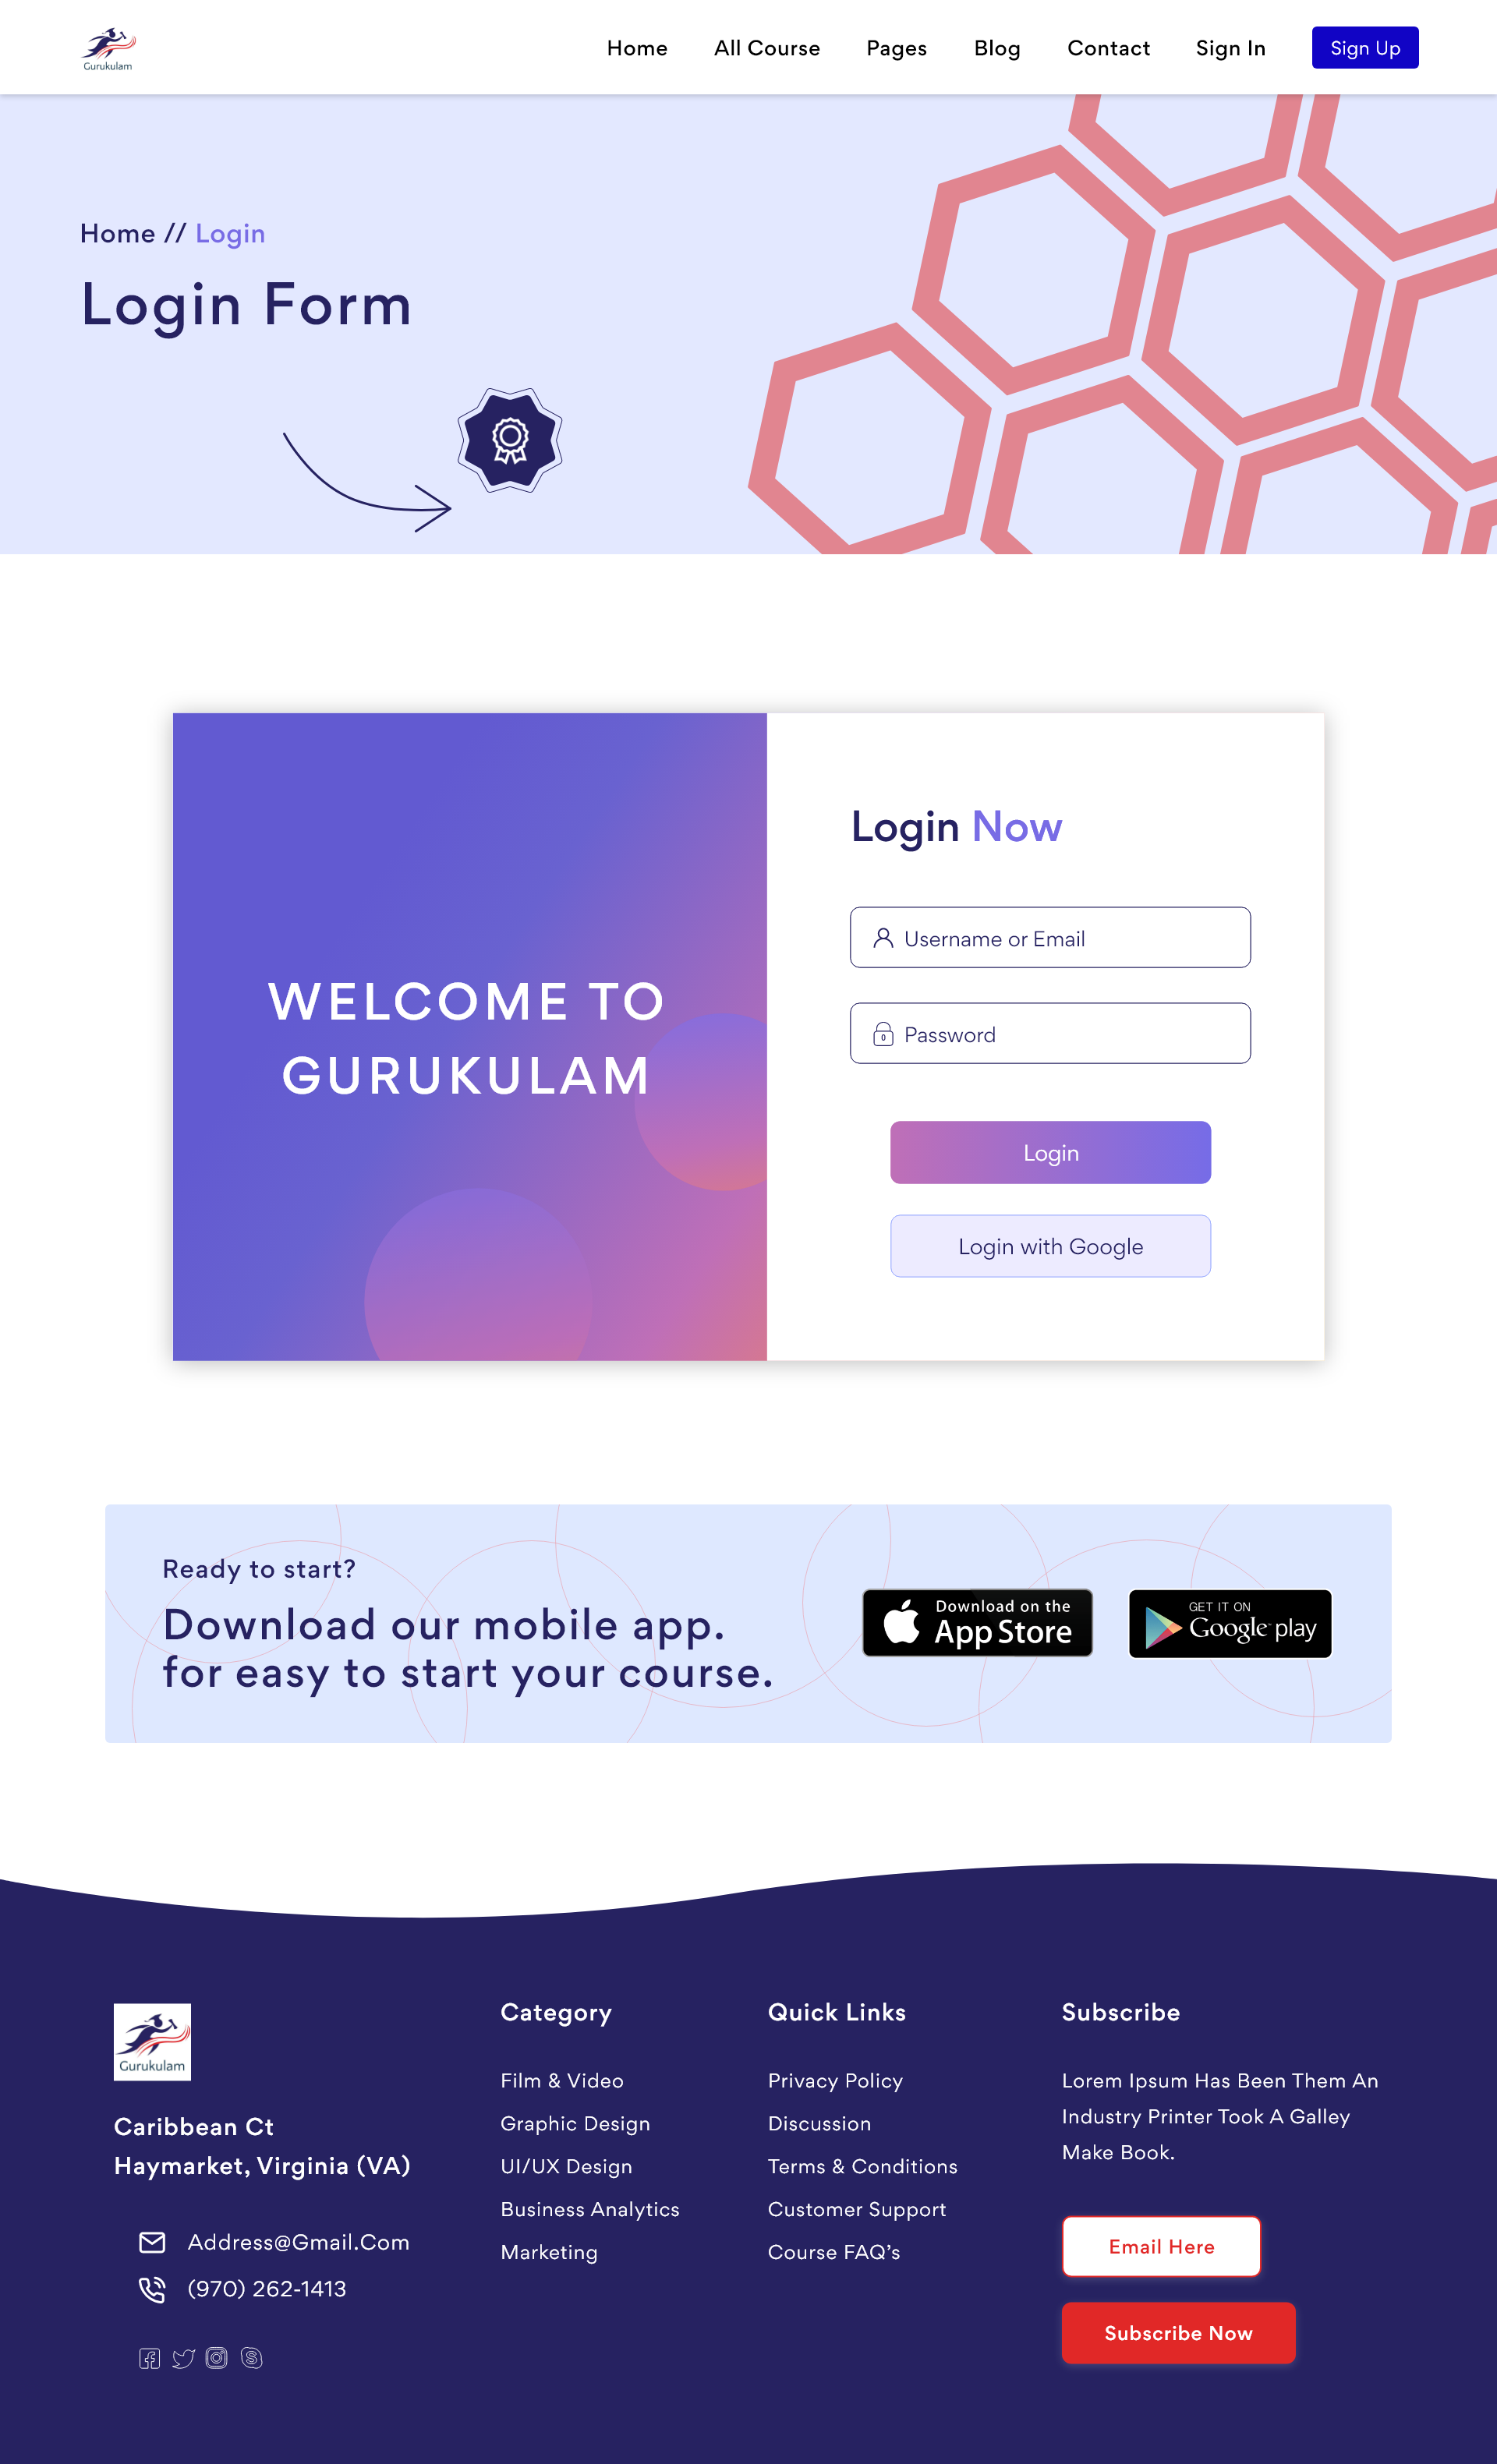 Gurukulam
Home
All Course
Pages
Blog
Contact
Sign In
Sign Up
Home // Login
Login Form
WELCOME TO
GURUKULAM
Login Now
Username or Email
Password
Login
Login with Google
Ready to start?
Download our mobile app.
for easy to start your course.
Download on the
App Store
GET IT ON
Google play
Gurukulam
Caribbean Ct
Haymarket, Virginia (VA)
Address@Gmail.Com
(970) 262-1413
Category
Film & Video
Graphic Design
UI/UX Design
Business Analytics
Marketing
Quick Links
Privacy Policy
Discussion
Terms & Conditions
Customer Support
Course FAQ’s
Subscribe
Lorem Ipsum Has Been Them An
Industry Printer Took A Galley
Make Book.
Email Here
Subscribe Now